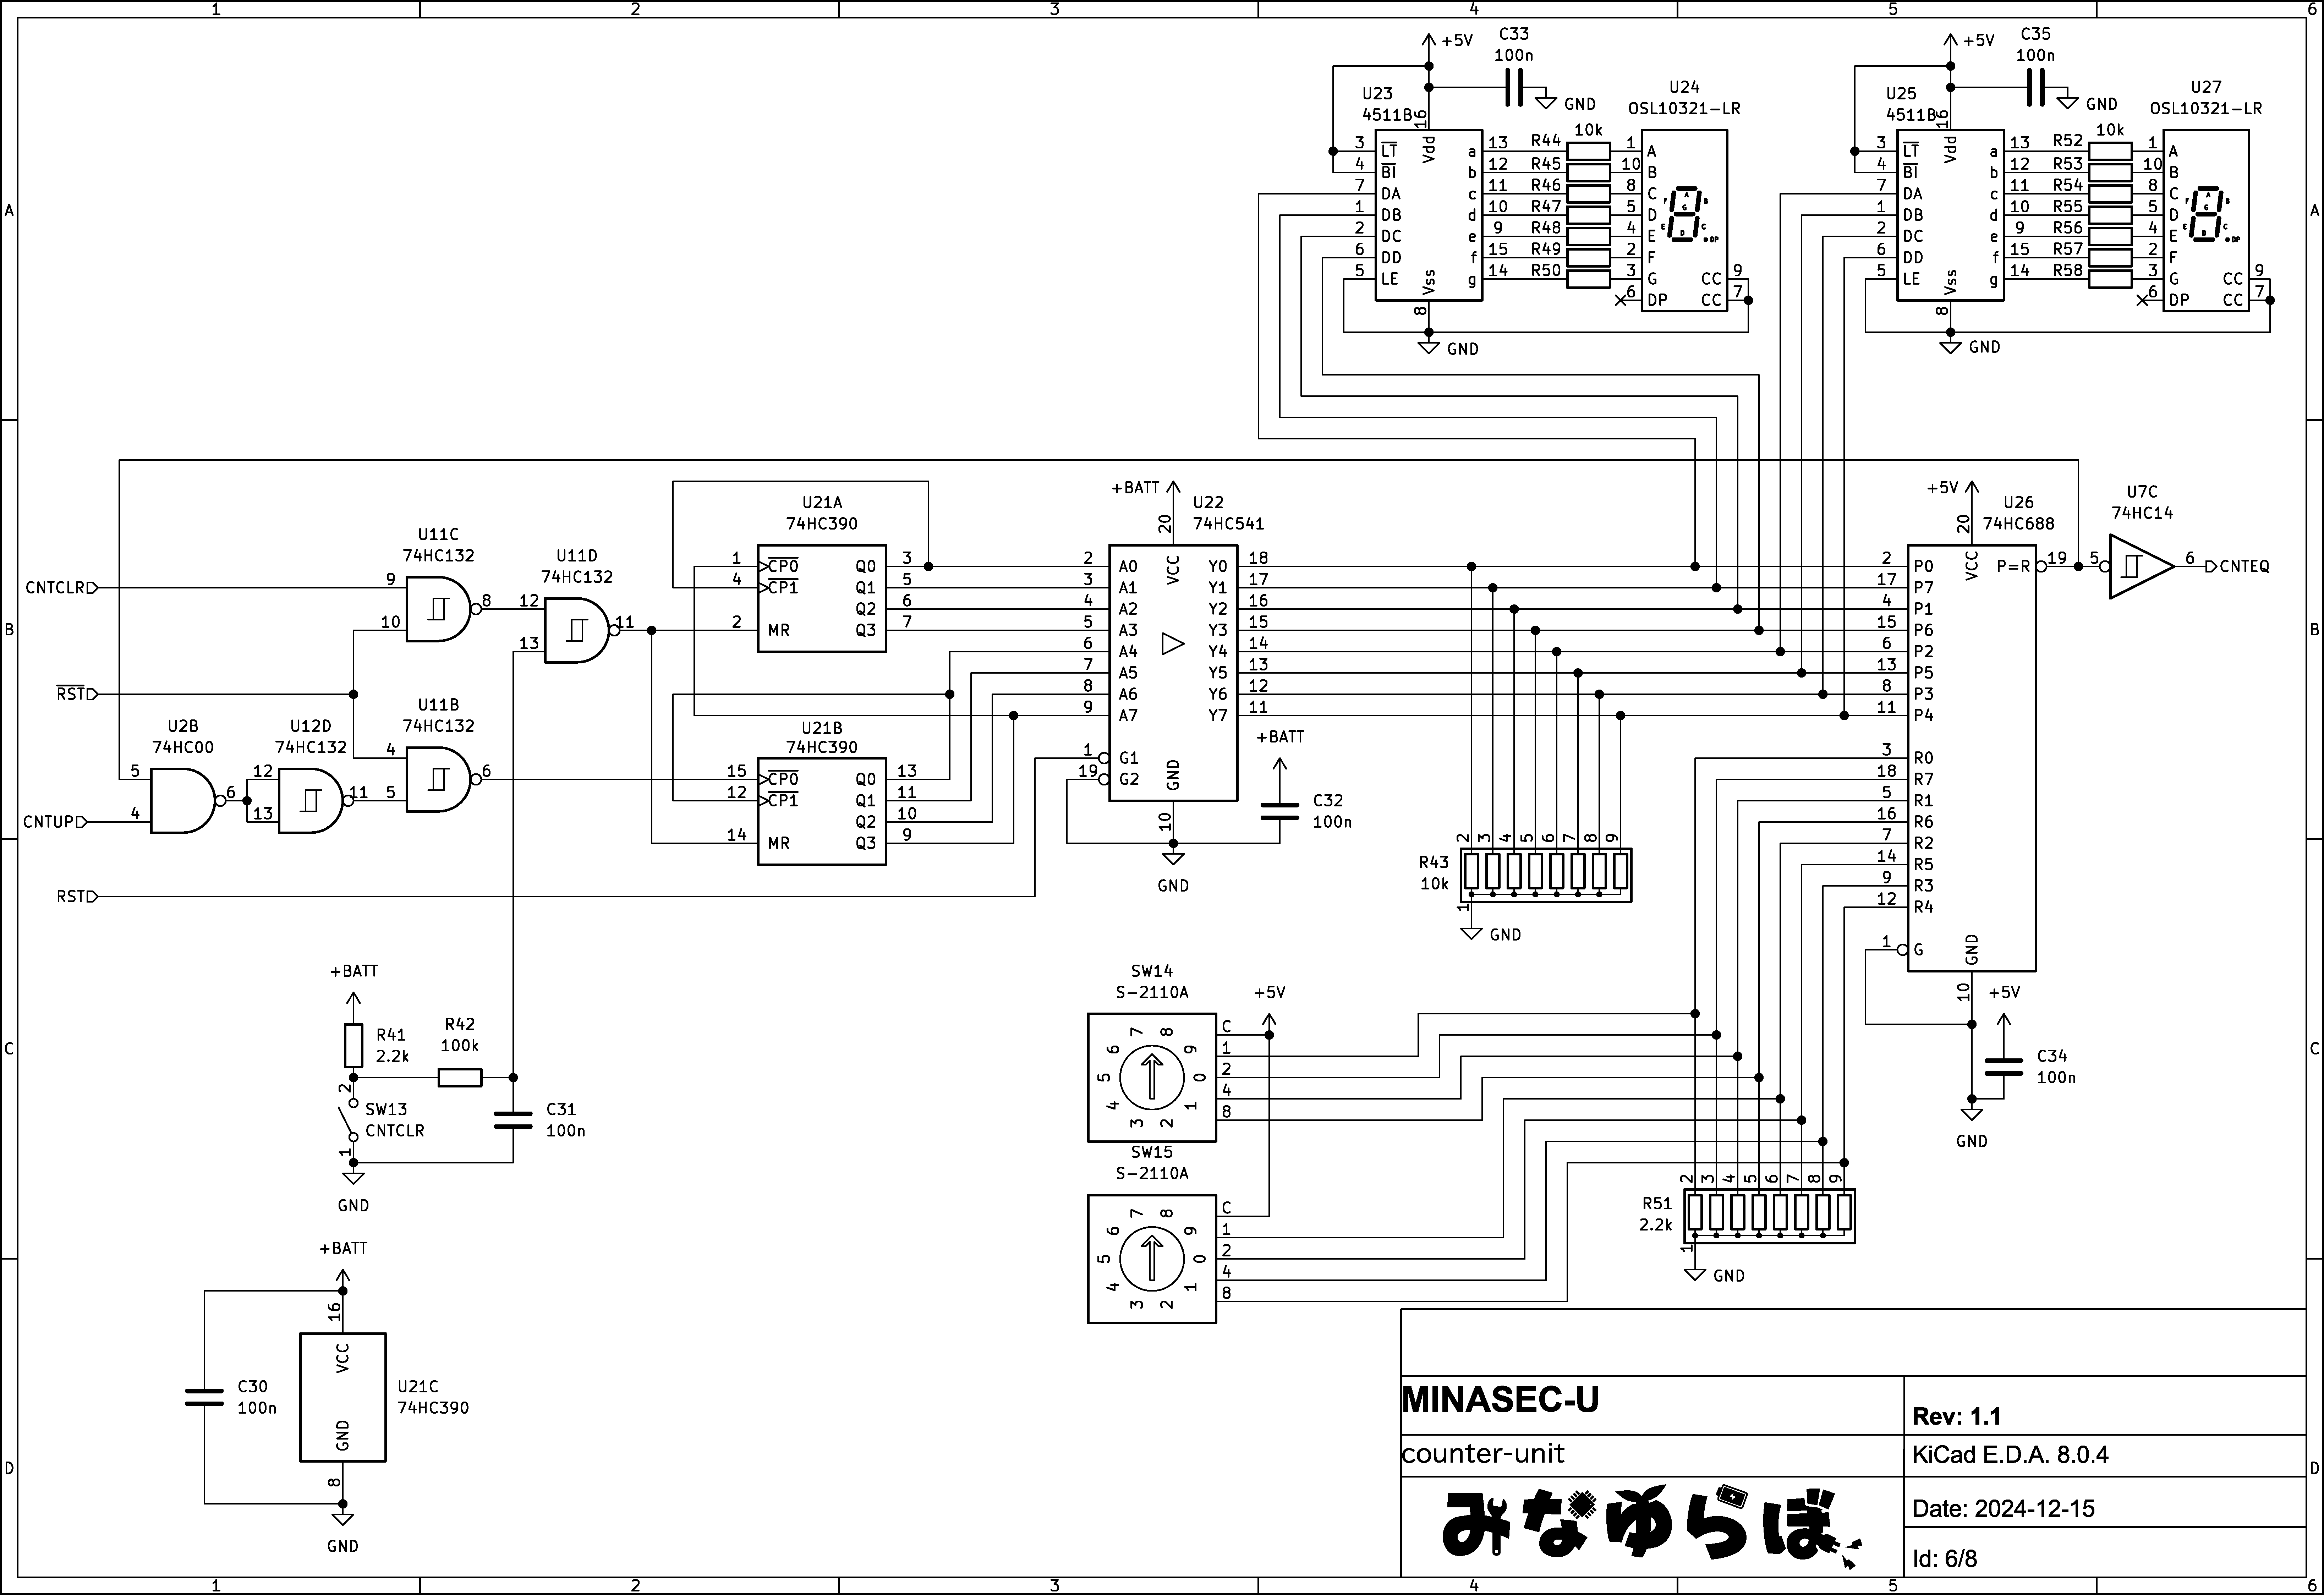 1 2 3 4 5 6
A
B
C
D
A
B
C
D
+5V
C33
100n
GND
U23
4511B
16
Vdd
3 LT
4 BI
7 DA
1 DB
2 DC
6 DD
5 LE
Vss
8
GND
a 13 R44
b 12 R45
c 11 R46
d 10 R47
e 9 R48
f 15 R49
g 14 R50
10k
U24
OSL10321-LR
1 A
10 B
8 C
5 D
4 E
2 F
3 G
6 DP
CC 9
CC 7
A
B
C
D
E
F
G
DP
+5V
C35
100n
GND
U25
4511B
16
Vdd
3 LT
4 BI
7 DA
1 DB
2 DC
6 DD
5 LE
Vss
8
GND
a 13 R52
b 12 R53
c 11 R54
d 10 R55
e 9 R56
f 15 R57
g 14 R58
10k
U27
OSL10321-LR
1 A
10 B
8 C
5 D
4 E
2 F
3 G
6 DP
CC 9
CC 7
A
B
C
D
E
F
G
DP
CNTCLR
RST
CNTUP
RST
U11C
74HC132
9
10
8
U11D
74HC132
12
13
11
U2B
74HC00
5
4
6
U12D
74HC132
12
13
11
U11B
74HC132
4
5
6
U21A
74HC390
1 CP0 Q0 3
4 CP1 Q1 5
Q2 6
2 MR Q3 7
U21B
74HC390
15 CP0 Q0 13
12 CP1 Q1 11
Q2 10
14 MR Q3 9
+BATT
U22
74HC541
20
VCC
2 A0 Y0 18
3 A1 Y1 17
4 A2 Y2 16
5 A3 Y3 15
6 A4 Y4 14
7 A5 Y5 13
8 A6 Y6 12
9 A7 Y7 11
1 G1
19 G2
GND
10
GND
+BATT
C32
100n
R43
10k
2 3 4 5 6 7 8 9
1
GND
+5V
U26
74HC688
20
VCC
2 P0 P=R 19
17 P7
4 P1
15 P6
6 P2
13 P5
8 P3
11 P4
3 R0
18 R7
5 R1
16 R6
7 R2
14 R5
9 R3
12 R4
1 G
GND
10
+5V
C34
100n
GND
U7C
74HC14
5
6
CNTEQ
+BATT
R41
2.2k
R42
100k
2
SW13
CNTCLR
1
GND
C31
100n
SW14
S-2110A
0 1 2 3 4 5 6 7 8 9
C
1
2
4
8
+5V
SW15
S-2110A
0 1 2 3 4 5 6 7 8 9
C
1
2
4
8
R51
2.2k
2 3 4 5 6 7 8 9
1
GND
+BATT
16
VCC
GND
8
GND
C30
100n
U21C
74HC390
MINASEC-U
Rev: 1.1
counter-unit
KiCad E.D.A. 8.0.4
みなゆらぼ
Date: 2024-12-15
Id: 6/8
1 2 3 4 5 6